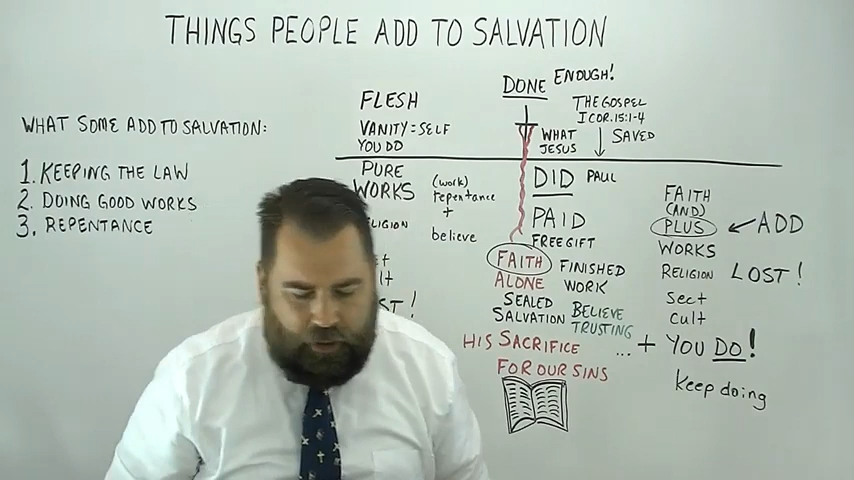 THINGS PEOPLE ADD TO SALVATION
WHAT SOME ADD TO SALVATION:
1. KEEPING THE LAW
2. DOING GOOD WORKS
3. REPENTANCE
FLESH
VANITY = SELF
YOU DO
PURE
WORKS
(work)
repentance
+
believe
DONE ENOUGH!
THE GOSPEL
I COR. 15:1-4
WHAT
JESUS
SAVED
DID PAUL
PAID
FREE GIFT
FAITH
ALONE
FINISHED
WORK
SEALED
SALVATION
BELIEVE
TRUSTING
HIS SACRIFICE
FOR OUR SINS
FAITH
(AND)
PLUS
ADD
WORKS
RELIGION LOST!
Sect
Cult
... + YOU DO!
Keep doing